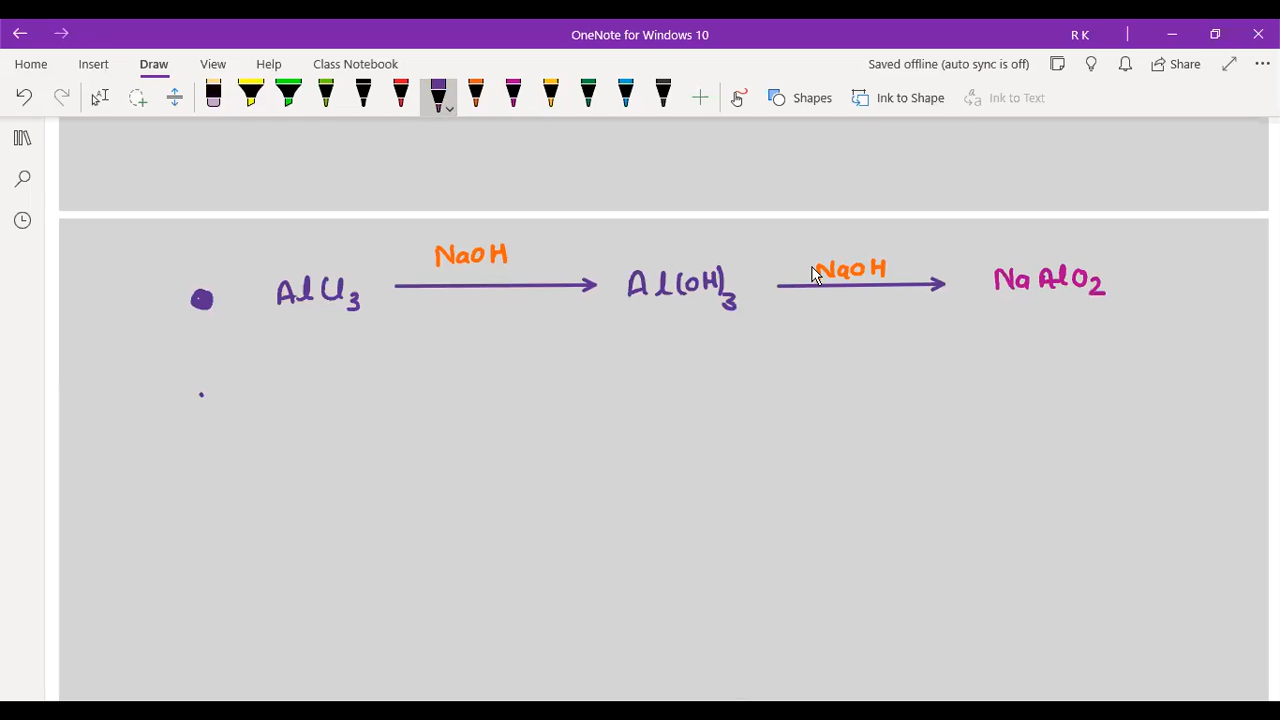 OneNote for Windows 10
R K
Home Insert Draw View Help Class Notebook
Saved offline (auto sync is off) Share
Shapes Ink to Shape Ink to Text
NaOH NaOH
AlCl3 Al(OH)3 NaAlO2